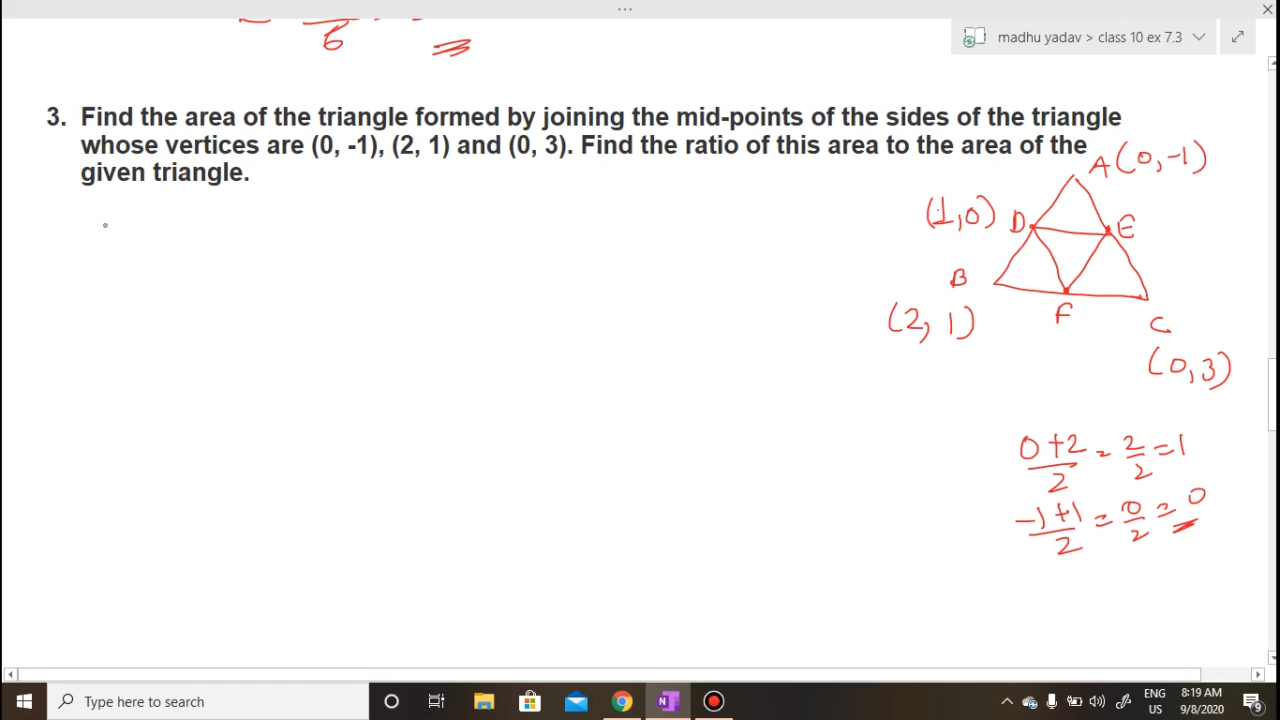 6
madhu yadav > class 10 ex 7.3
3. Find the area of the triangle formed by joining the mid-points of the sides of the triangle
whose vertices are (0, -1), (2, 1) and (0, 3). Find the ratio of this area to the area of the
given triangle.
A (0, -1)
(1, 0) D E
B F C
(2, 1)
(0, 3)
0+2/2 = 2/2 = 1
-1+1/2 = 0/2 = 0
Type here to search
ENG
US
8:19 AM
9/8/2020
9